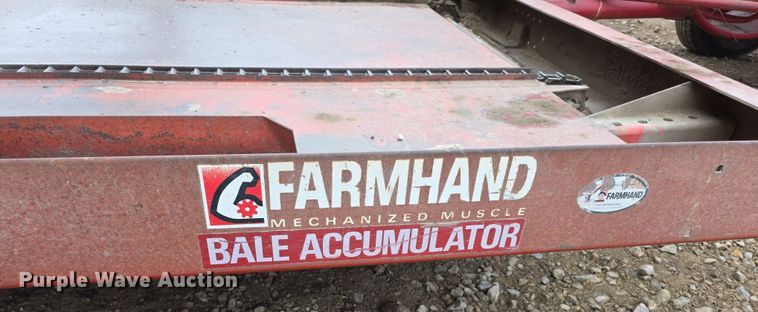 FARMHAND
MECHANIZED MUSCLE
BALE ACCUMULATOR
FARMHAND
Purple Wave Auction